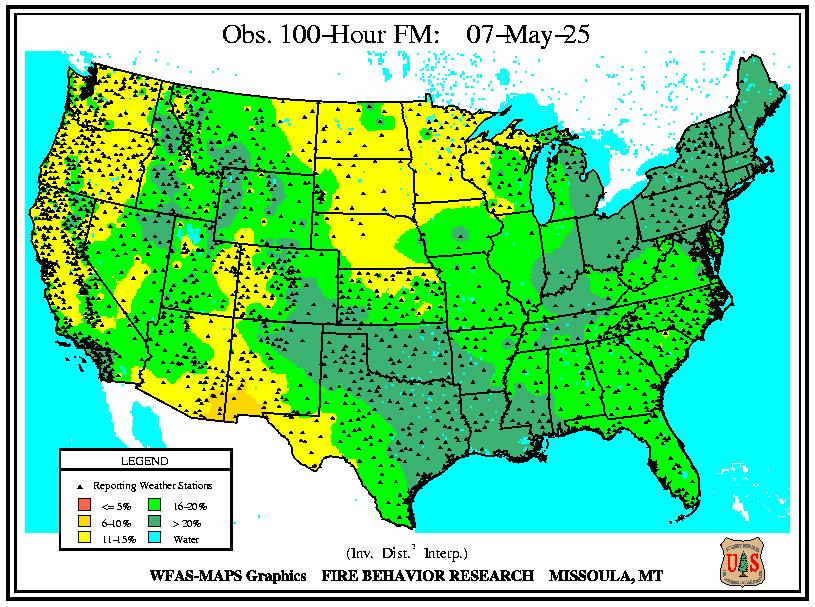 Obs. 100-Hour FM: 07-May-25
LEGEND
Reporting Weather Stations
<= 5%
16-20%
6-10%
> 20%
11-15%
Water
(Inv. Dist.² Interp.)
WFAS-MAPS Graphics FIRE BEHAVIOR RESEARCH MISSOULA, MT
U S